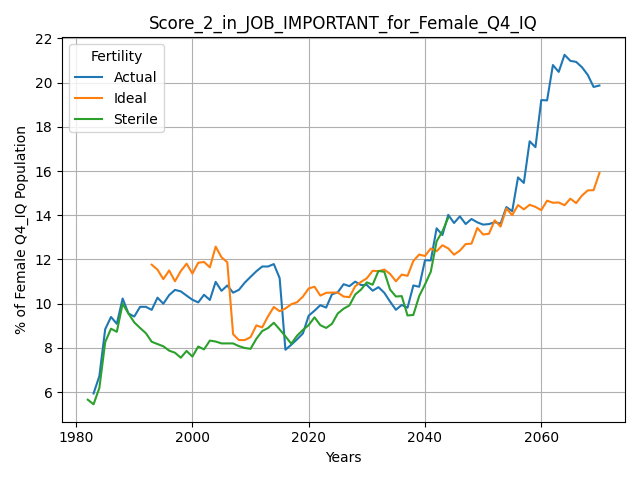 Score_2_in_JOB_IMPORTANT_for_Female_Q4_IQ
% of Female Q4_IQ Population
22
20
18
16
14
12
10
8
6
Fertility
Actual
Ideal
Sterile
1980 2000 2020 2040 2060
Years